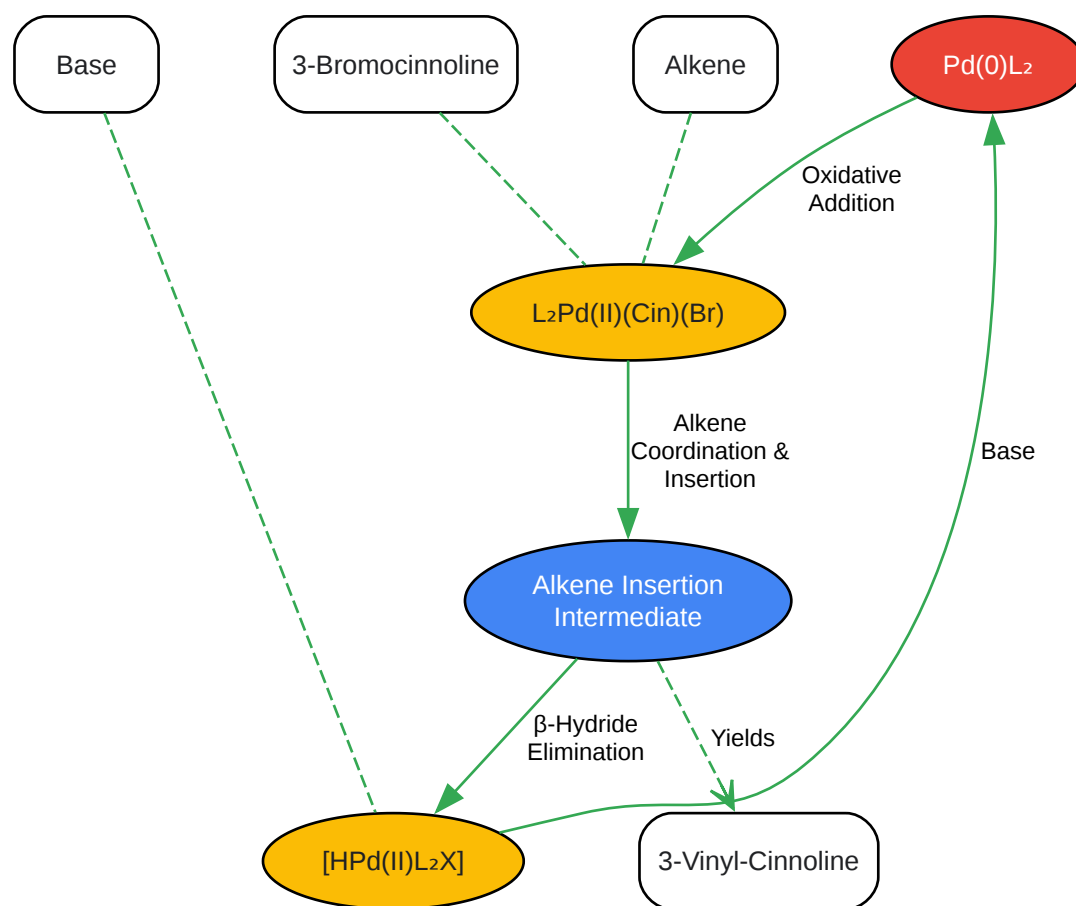 Base
3-Bromocinnoline
Alkene
Pd(0)L₂
Oxidative
Addition
L₂Pd(II)(Cin)(Br)
Alkene
Coordination &
Insertion
Base
Alkene Insertion
Intermediate
β-Hydride
Elimination
Yields
[HPd(II)L₂X]
3-Vinyl-Cinnoline